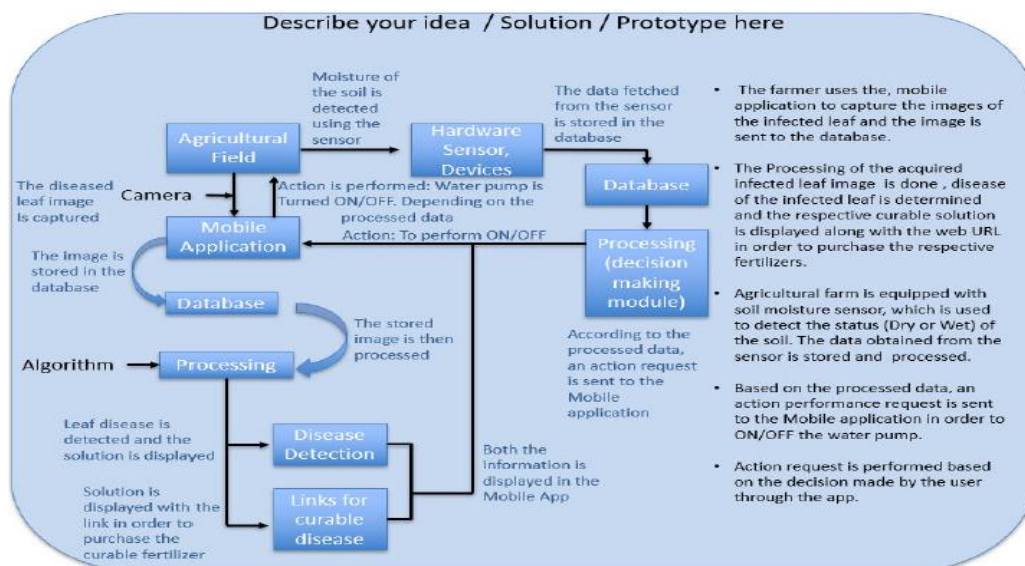 Describe your idea / Solution / Prototype here
Moisture of
the soil is
detected
using the
sensor
The data fetched
from the sensor
is stored in the
database
Agricultural
Field
Hardware
Sensor,
Devices
Database
The diseased
leaf image
is captured
Camera
Action is performed: Water pump is
Turned ON/OFF. Depending on the
processed data
Action: To perform ON/OFF
Mobile
Application
Processing
(decision
making
module)
The image is
stored in the
database
Database
The stored
image is then
processed
According to the
processed data,
an action request
is sent to the
Mobile
application
Algorithm
Processing
Leaf disease is
detected and the
solution is displayed
Disease
Detection
Both the
information is
displayed in the
Mobile App
Solution is
displayed with the
link in order to
purchase the
curable fertilizer
Links for
curable
disease
• The farmer uses the, mobile
application to capture the images of
the infected leaf and the image is
sent to the database.
• The Processing of the acquired
infected leaf image is done , disease
of the infected leaf is determined
and the respective curable solution
is displayed along with the web URL
in order to purchase the respective
fertilizers.
• Agricultural farm is equipped with
soil moisture sensor, which is used
to detect the status (Dry or Wet) of
the soil. The data obtained from the
sensor is stored and processed.
• Based on the processed data, an
action performance request is sent
to the Mobile application in order to
ON/OFF the water pump.
• Action request is performed based
on the decision made by the user
through the app.